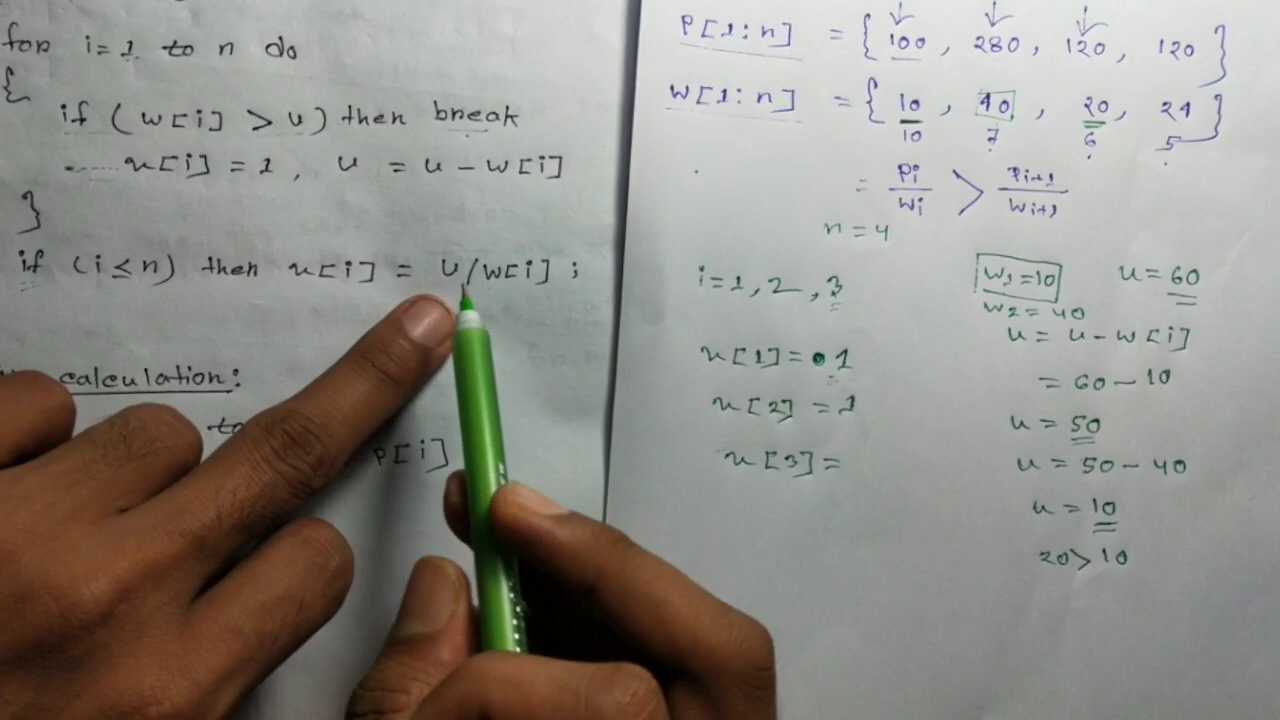 for i=1 to n do
{
if (w[i] > u) then break
x[i] = 1, u = u - w[i]
}
if (i ≤ n) then x[i] = u/w[i];
calculation:
to
P[i]
P[1:n] = { 100, 280, 120, 120 }
W[1:n] = { 10, 40, 20, 24 }
10 7 6 5
= Pi/Wi > Pi+1/Wi+1
n = 4
i=1, 2, 3
x[1] = 1
x[2] = 1
x[3] =
W1 = 10 u = 60
W2 = 40
u = u - w[i]
= 60 - 10
u = 50
u = 50 - 40
u = 10
20 > 10